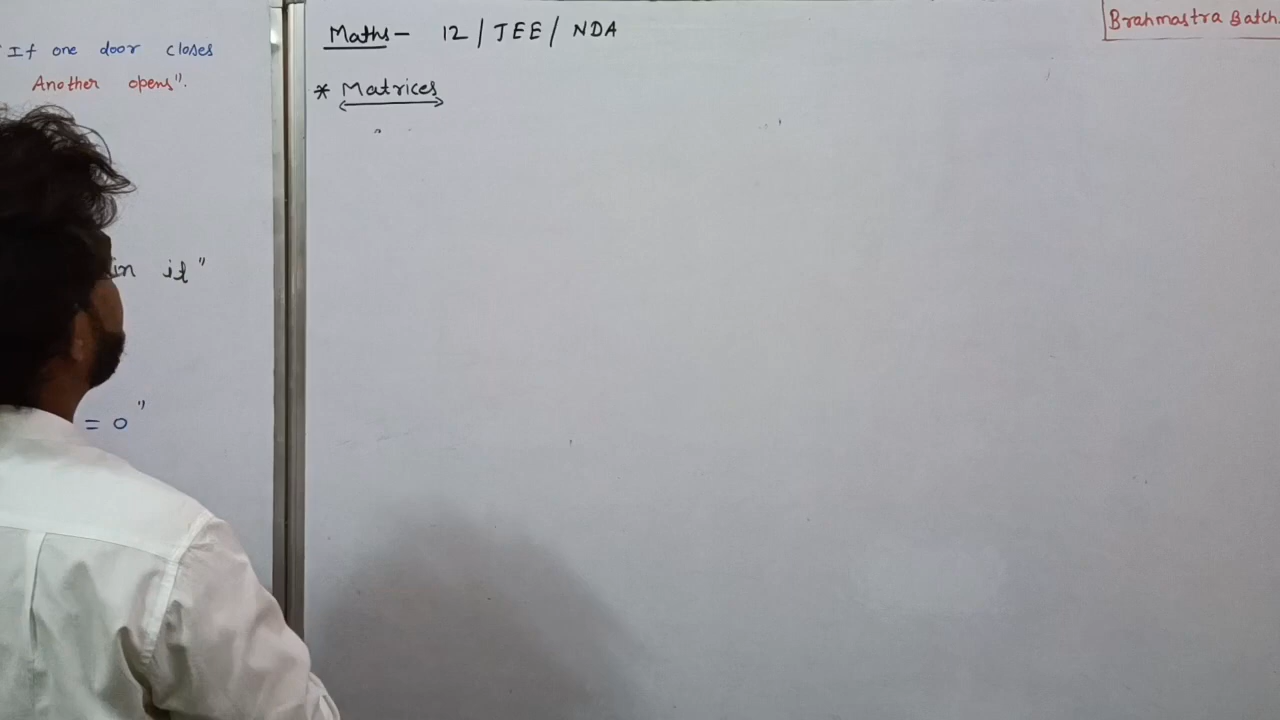 "If one door closes
Another opens".
in it"
= 0"
Maths - 12 / JEE / NDA
* Matrices
Brahmastra Batch